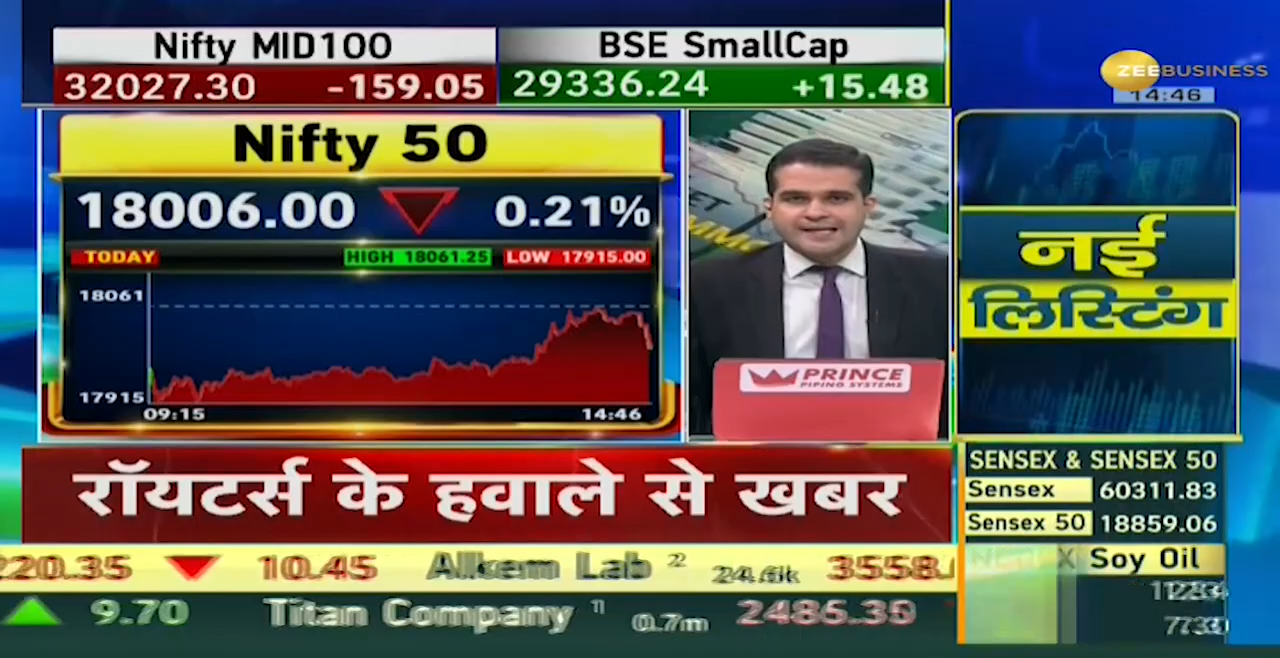 Nifty MID100
32027.30 -159.05
BSE SmallCap
29336.24 +15.48
ZEEBUSINESS
14:46
Nifty 50
18006.00 0.21%
TODAY HIGH 18061.25 LOW 17915.00
18061
17915
09:15 14:46
PRINCE
PIPING SYSTEMS
नई
लिस्टिंग
रॉयटर्स के हवाले से खबर
SENSEX & SENSEX 50
Sensex 60311.83
Sensex 50 18859.06
Soy Oil
220.35 10.45 Alkem Lab 22 24.6k 3558.
9.70 Titan Company 11 0.7m